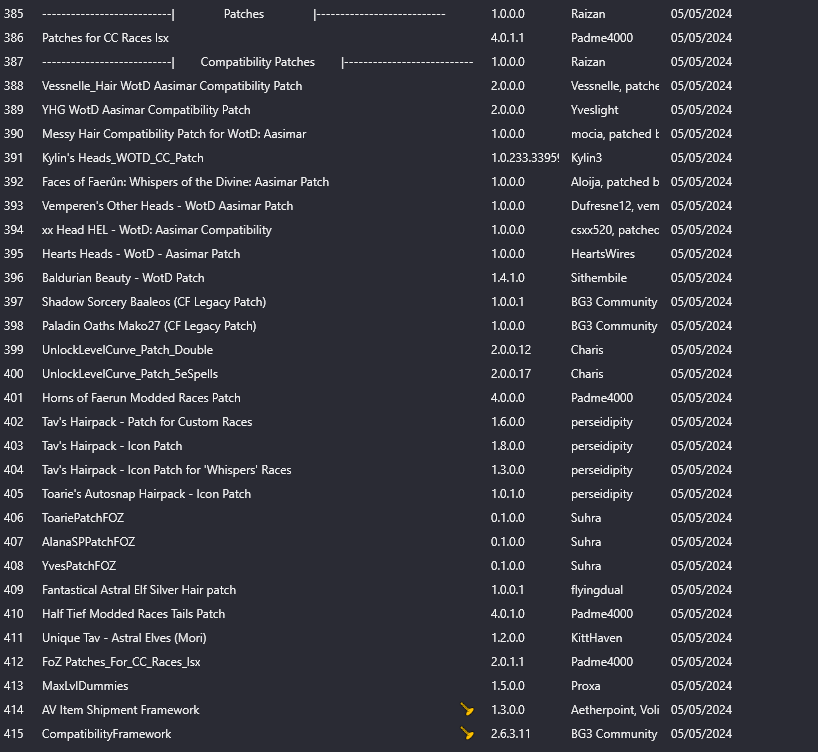 385 ---------------------------| Patches |--------------------------- 1.0.0.0 Raizan 05/05/2024
386 Patches for CC Races lsx 4.0.1.1 Padme4000 05/05/2024
387 ---------------------------| Compatibility Patches |--------------------------- 1.0.0.0 Raizan 05/05/2024
388 Vessnelle_Hair WotD Aasimar Compatibility Patch 2.0.0.0 Vessnelle, patche 05/05/2024
389 YHG WotD Aasimar Compatibility Patch 2.0.0.0 Yveslight 05/05/2024
390 Messy Hair Compatibility Patch for WotD: Aasimar 1.0.0.0 mocia, patched b 05/05/2024
391 Kylin's Heads_WOTD_CC_Patch 1.0.233.33959 Kylin3 05/05/2024
392 Faces of Faerûn: Whispers of the Divine: Aasimar Patch 1.0.0.0 Aloija, patched b 05/05/2024
393 Vemperen's Other Heads - WotD Aasimar Patch 1.0.0.0 Dufresne12, vem 05/05/2024
394 xx Head HEL - WotD: Aasimar Compatibility 1.0.0.0 csxx520, patched 05/05/2024
395 Hearts Heads - WotD - Aasimar Patch 1.0.0.0 HeartsWires 05/05/2024
396 Baldurian Beauty - WotD Patch 1.4.1.0 Sithembile 05/05/2024
397 Shadow Sorcery Baaleos (CF Legacy Patch) 1.0.0.1 BG3 Community 05/05/2024
398 Paladin Oaths Mako27 (CF Legacy Patch) 1.0.0.0 BG3 Community 05/05/2024
399 UnlockLevelCurve_Patch_Double 2.0.0.12 Charis 05/05/2024
400 UnlockLevelCurve_Patch_5eSpells 2.0.0.17 Charis 05/05/2024
401 Horns of Faerun Modded Races Patch 4.0.0.0 Padme4000 05/05/2024
402 Tav's Hairpack - Patch for Custom Races 1.6.0.0 perseidipity 05/05/2024
403 Tav's Hairpack - Icon Patch 1.8.0.0 perseidipity 05/05/2024
404 Tav's Hairpack - Icon Patch for 'Whispers' Races 1.3.0.0 perseidipity 05/05/2024
405 Toarie's Autosnap Hairpack - Icon Patch 1.0.1.0 perseidipity 05/05/2024
406 ToariePatchFOZ 0.1.0.0 Suhra 05/05/2024
407 AlanaSPPatchFOZ 0.1.0.0 Suhra 05/05/2024
408 YvesPatchFOZ 0.1.0.0 Suhra 05/05/2024
409 Fantastical Astral Elf Silver Hair patch 1.0.0.1 flyingdual 05/05/2024
410 Half Tief Modded Races Tails Patch 4.0.1.0 Padme4000 05/05/2024
411 Unique Tav - Astral Elves (Mori) 1.2.0.0 KittHaven 05/05/2024
412 FoZ Patches_For_CC_Races_lsx 2.0.1.1 Padme4000 05/05/2024
413 MaxLvlDummies 1.5.0.0 Proxa 05/05/2024
414 AV Item Shipment Framework 1.3.0.0 Aetherpoint, Voli 05/05/2024
415 CompatibilityFramework 2.6.3.11 BG3 Community 05/05/2024